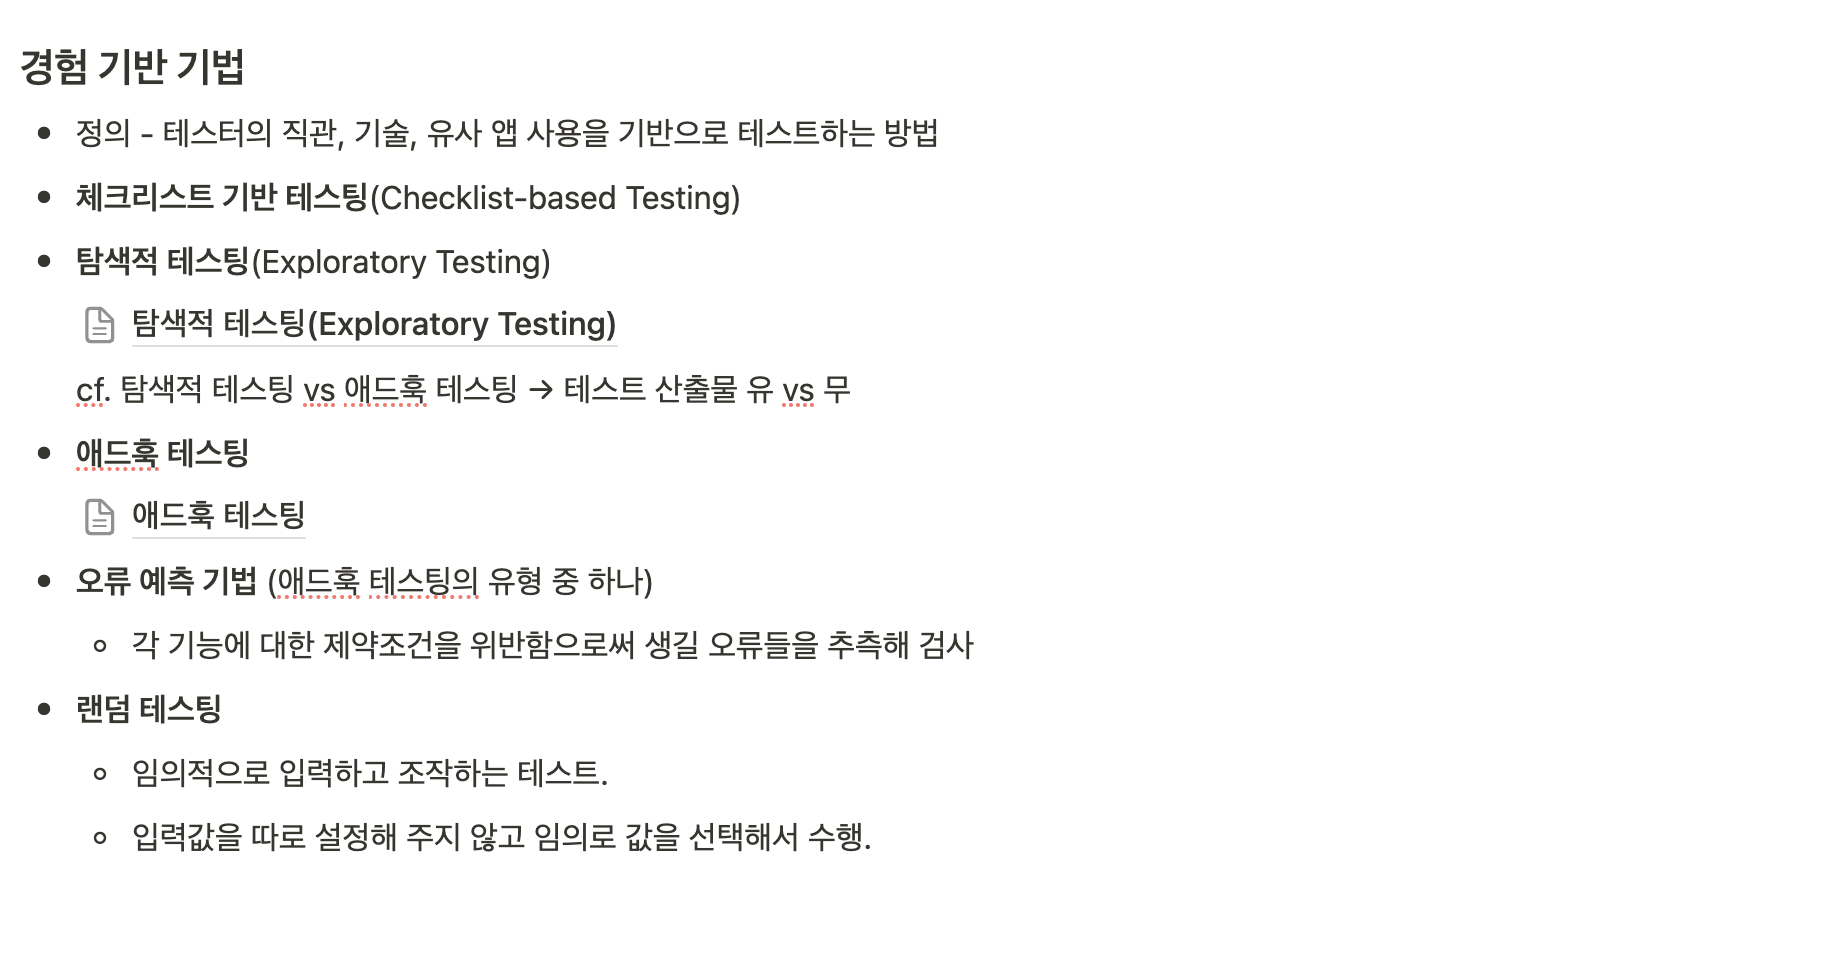 경험 기반 기법
정의 - 테스터의 직관, 기술, 유사 앱 사용을 기반으로 테스트하는 방법
체크리스트 기반 테스팅(Checklist-based Testing)
탐색적 테스팅(Exploratory Testing)
탐색적 테스팅(Exploratory Testing)
cf. 탐색적 테스팅 vs 애드훅 테스팅 → 테스트 산출물 유 vs 무
애드훅 테스팅
애드훅 테스팅
오류 예측 기법 (애드훅 테스팅의 유형 중 하나)
각 기능에 대한 제약조건을 위반함으로써 생길 오류들을 추측해 검사
랜덤 테스팅
임의적으로 입력하고 조작하는 테스트.
입력값을 따로 설정해 주지 않고 임의로 값을 선택해서 수행.